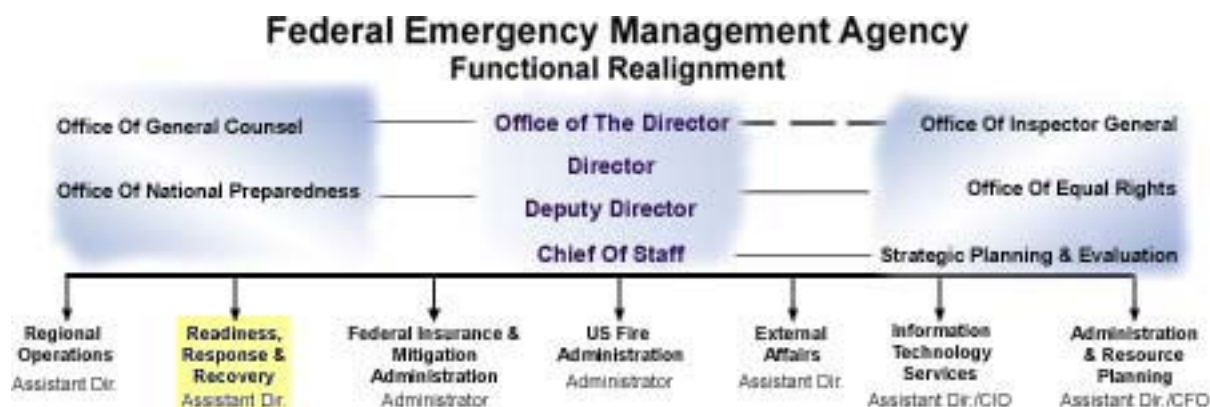 Federal Emergency Management Agency
Functional Realignment
Office Of General Counsel
Office of The Director
Office Of Inspector General
Director
Office Of National Preparedness
Office Of Equal Rights
Deputy Director
Chief Of Staff
Strategic Planning & Evaluation
Regional
Operations
Assistant Dir.
Readiness,
Response &
Recovery
Assistant Dir.
Federal Insurance &
Mitigation
Administration
Administrator
US Fire
Administration
Administrator
External
Affairs
Assistant Dir.
Information
Technology
Services
Assistant Dir./CIO
Administration
& Resource
Planning
Assistant Dir./CFO